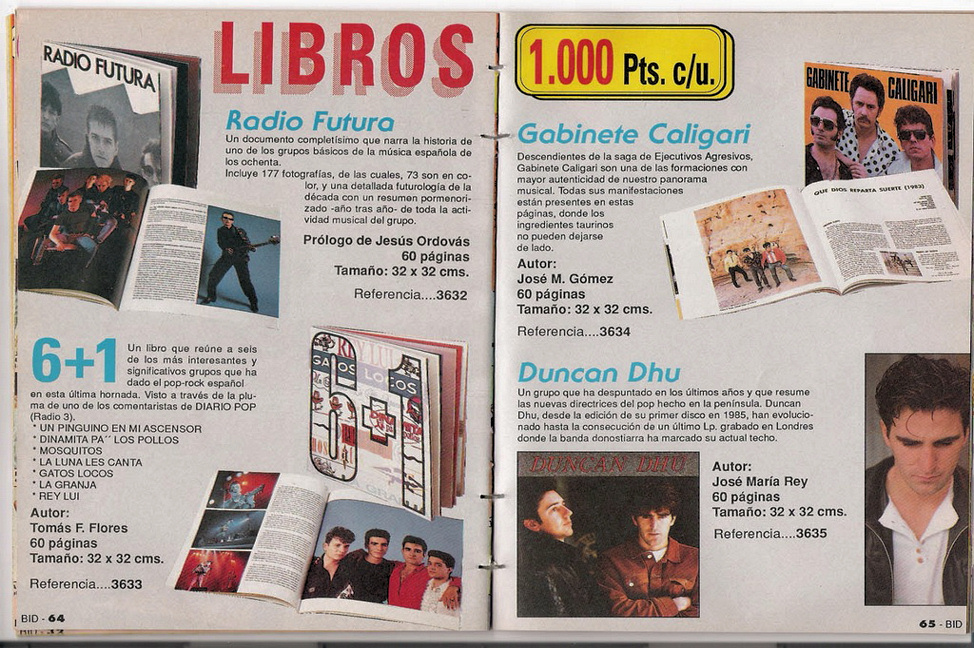 LIBROS
RADIO FUTURA
Radio Futura
Un documento completísimo que narra la historia de
uno de los grupos básicos de la música española de
los ochenta.
Incluye 177 fotografías, de las cuales, 73 son en co-
lor, y una detallada futurología de la
década con un resumen pormenori-
zado -año tras año- de toda la acti-
vidad musical del grupo.
Prólogo de Jesús Ordovás
60 páginas
Tamaño: 32 x 32 cms.
Referencia....3632
6+1
Un libro que reúne a seis
de los más interesantes y
significativos grupos que ha
dado el pop-rock español
en esta última hornada. Visto a través de la plu-
ma de uno de los comentaristas de DIARIO POP
(Radio 3).
* UN PINGUINO EN MI ASCENSOR
* DINAMITA PA´´ LOS POLLOS
* MOSQUITOS
* LA LUNA LES CANTA
* GATOS LOCOS
* LA GRANJA
* REY LUI
Autor:
Tomás F. Flores
60 páginas
Tamaño: 32 x 32 cms.
Referencia....3633
REY LUI
GATOS LOCOS
BID - 64
1.000 Pts. c/u.
Gabinete Caligari
Descendientes de la saga de Ejecutivos Agresivos,
Gabinete Caligari son una de las formaciones con
mayor autenticidad de nuestro panorama
musical. Todas sus manifestaciones
están presentes en estas
páginas, donde los
ingredientes taurinos
no pueden dejarse
de lado.
Autor:
José M. Gómez
60 páginas
Tamaño: 32 x 32 cms.
Referencia....3634
GABINETE CALIGARI
QUE DIOS REPARTA SUERTE (1983)
Duncan Dhu
Un grupo que ha despuntado en los últimos años y que resume
las nuevas directrices del pop hecho en la península. Duncan
Dhu, desde la edición de su primer disco en 1985, han evolucio-
nado hasta la consecución de un último Lp. grabado en Londres
donde la banda donostiarra ha marcado su actual techo.
DUNCAN DHU
Autor:
José María Rey
60 páginas
Tamaño: 32 x 32 cms.
Referencia....3635
65 - BID